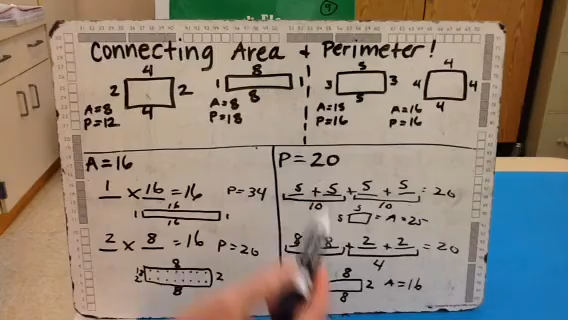 Connecting Area + Perimeter!
4
2 2
4
A=8
P=12
8
1 1
8
A=8
P=18
5
3 3
5
A=15
P=16
4
4 4
4
A=16
P=16
A=16
1 × 16 = 16 P=34
16
1 1
16
2 × 8 = 16 P=20
8
2
8
P=20
5 + 5 + 5 + 5 = 20
10 10
5
5 = A=25
8 8 + 2 + 2 = 20
4
8
2 A=16
8